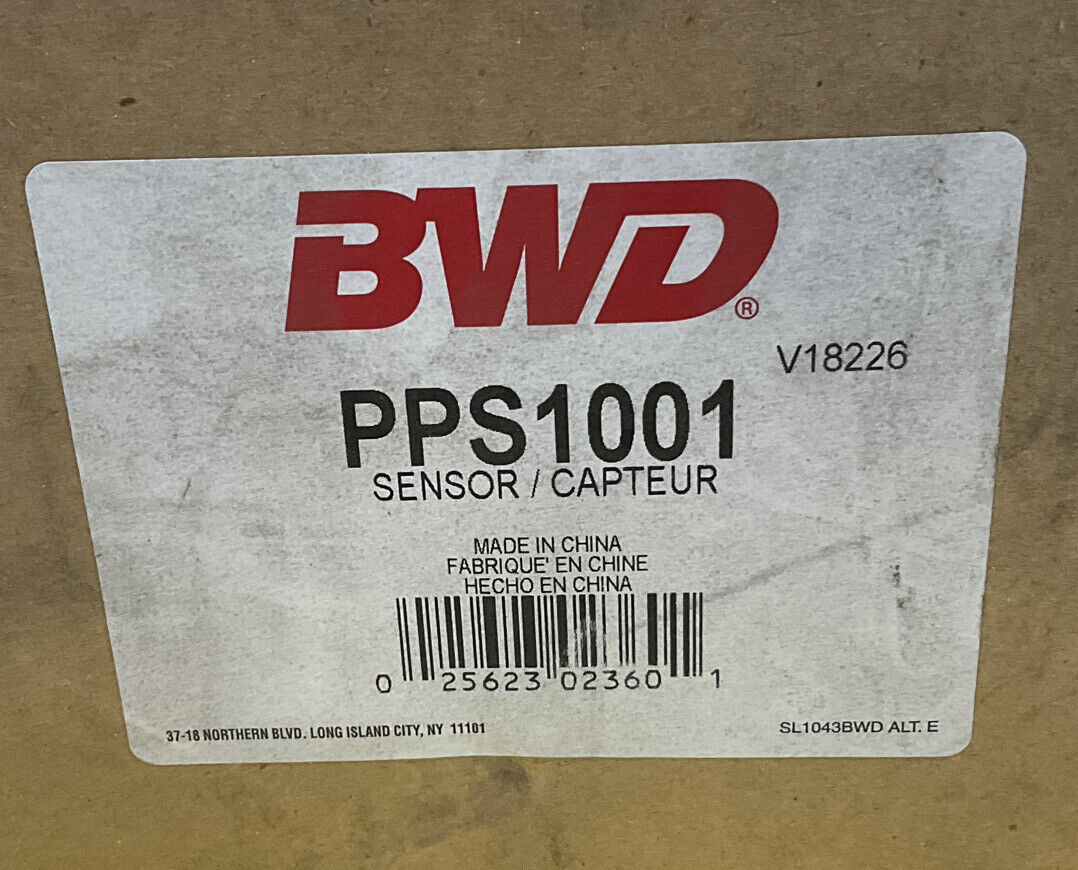 BWD®
V18226
PPS1001
SENSOR / CAPTEUR
MADE IN CHINA
FABRIQUE' EN CHINE
HECHO EN CHINA
0 25623 02360 1
37-18 NORTHERN BLVD. LONG ISLAND CITY, NY 11101
SL1043BWD ALT. E